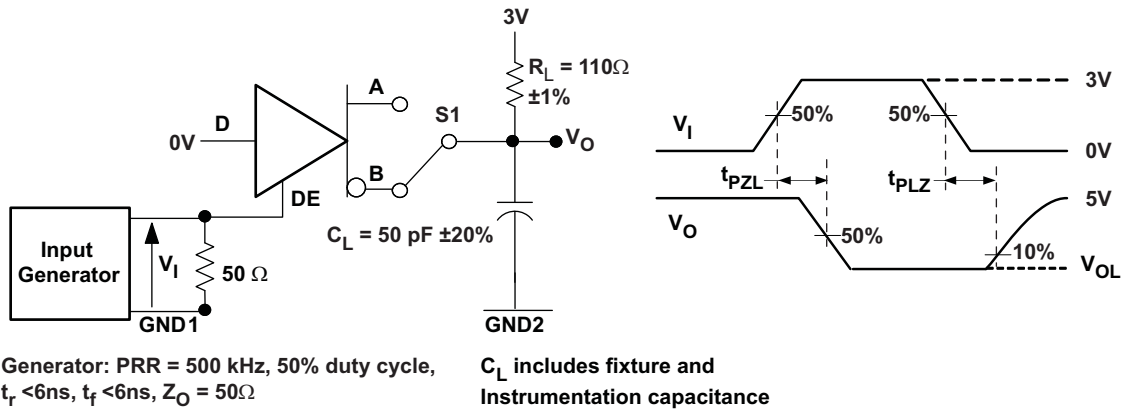 3V
R_L = 110Ω
±1%
A
S1
D
0V
V_O
B
DE
Input
Generator
V_I
50 Ω
C_L = 50 pF ±20%
GND1
GND2
Generator: PRR = 500 kHz, 50% duty cycle,
t_r <6ns, t_f <6ns, Z_O = 50Ω
C_L includes fixture and
Instrumentation capacitance
3V
V_I
50%
50%
0V
t_PZL
t_PLZ
5V
V_O
50%
10%
V_OL